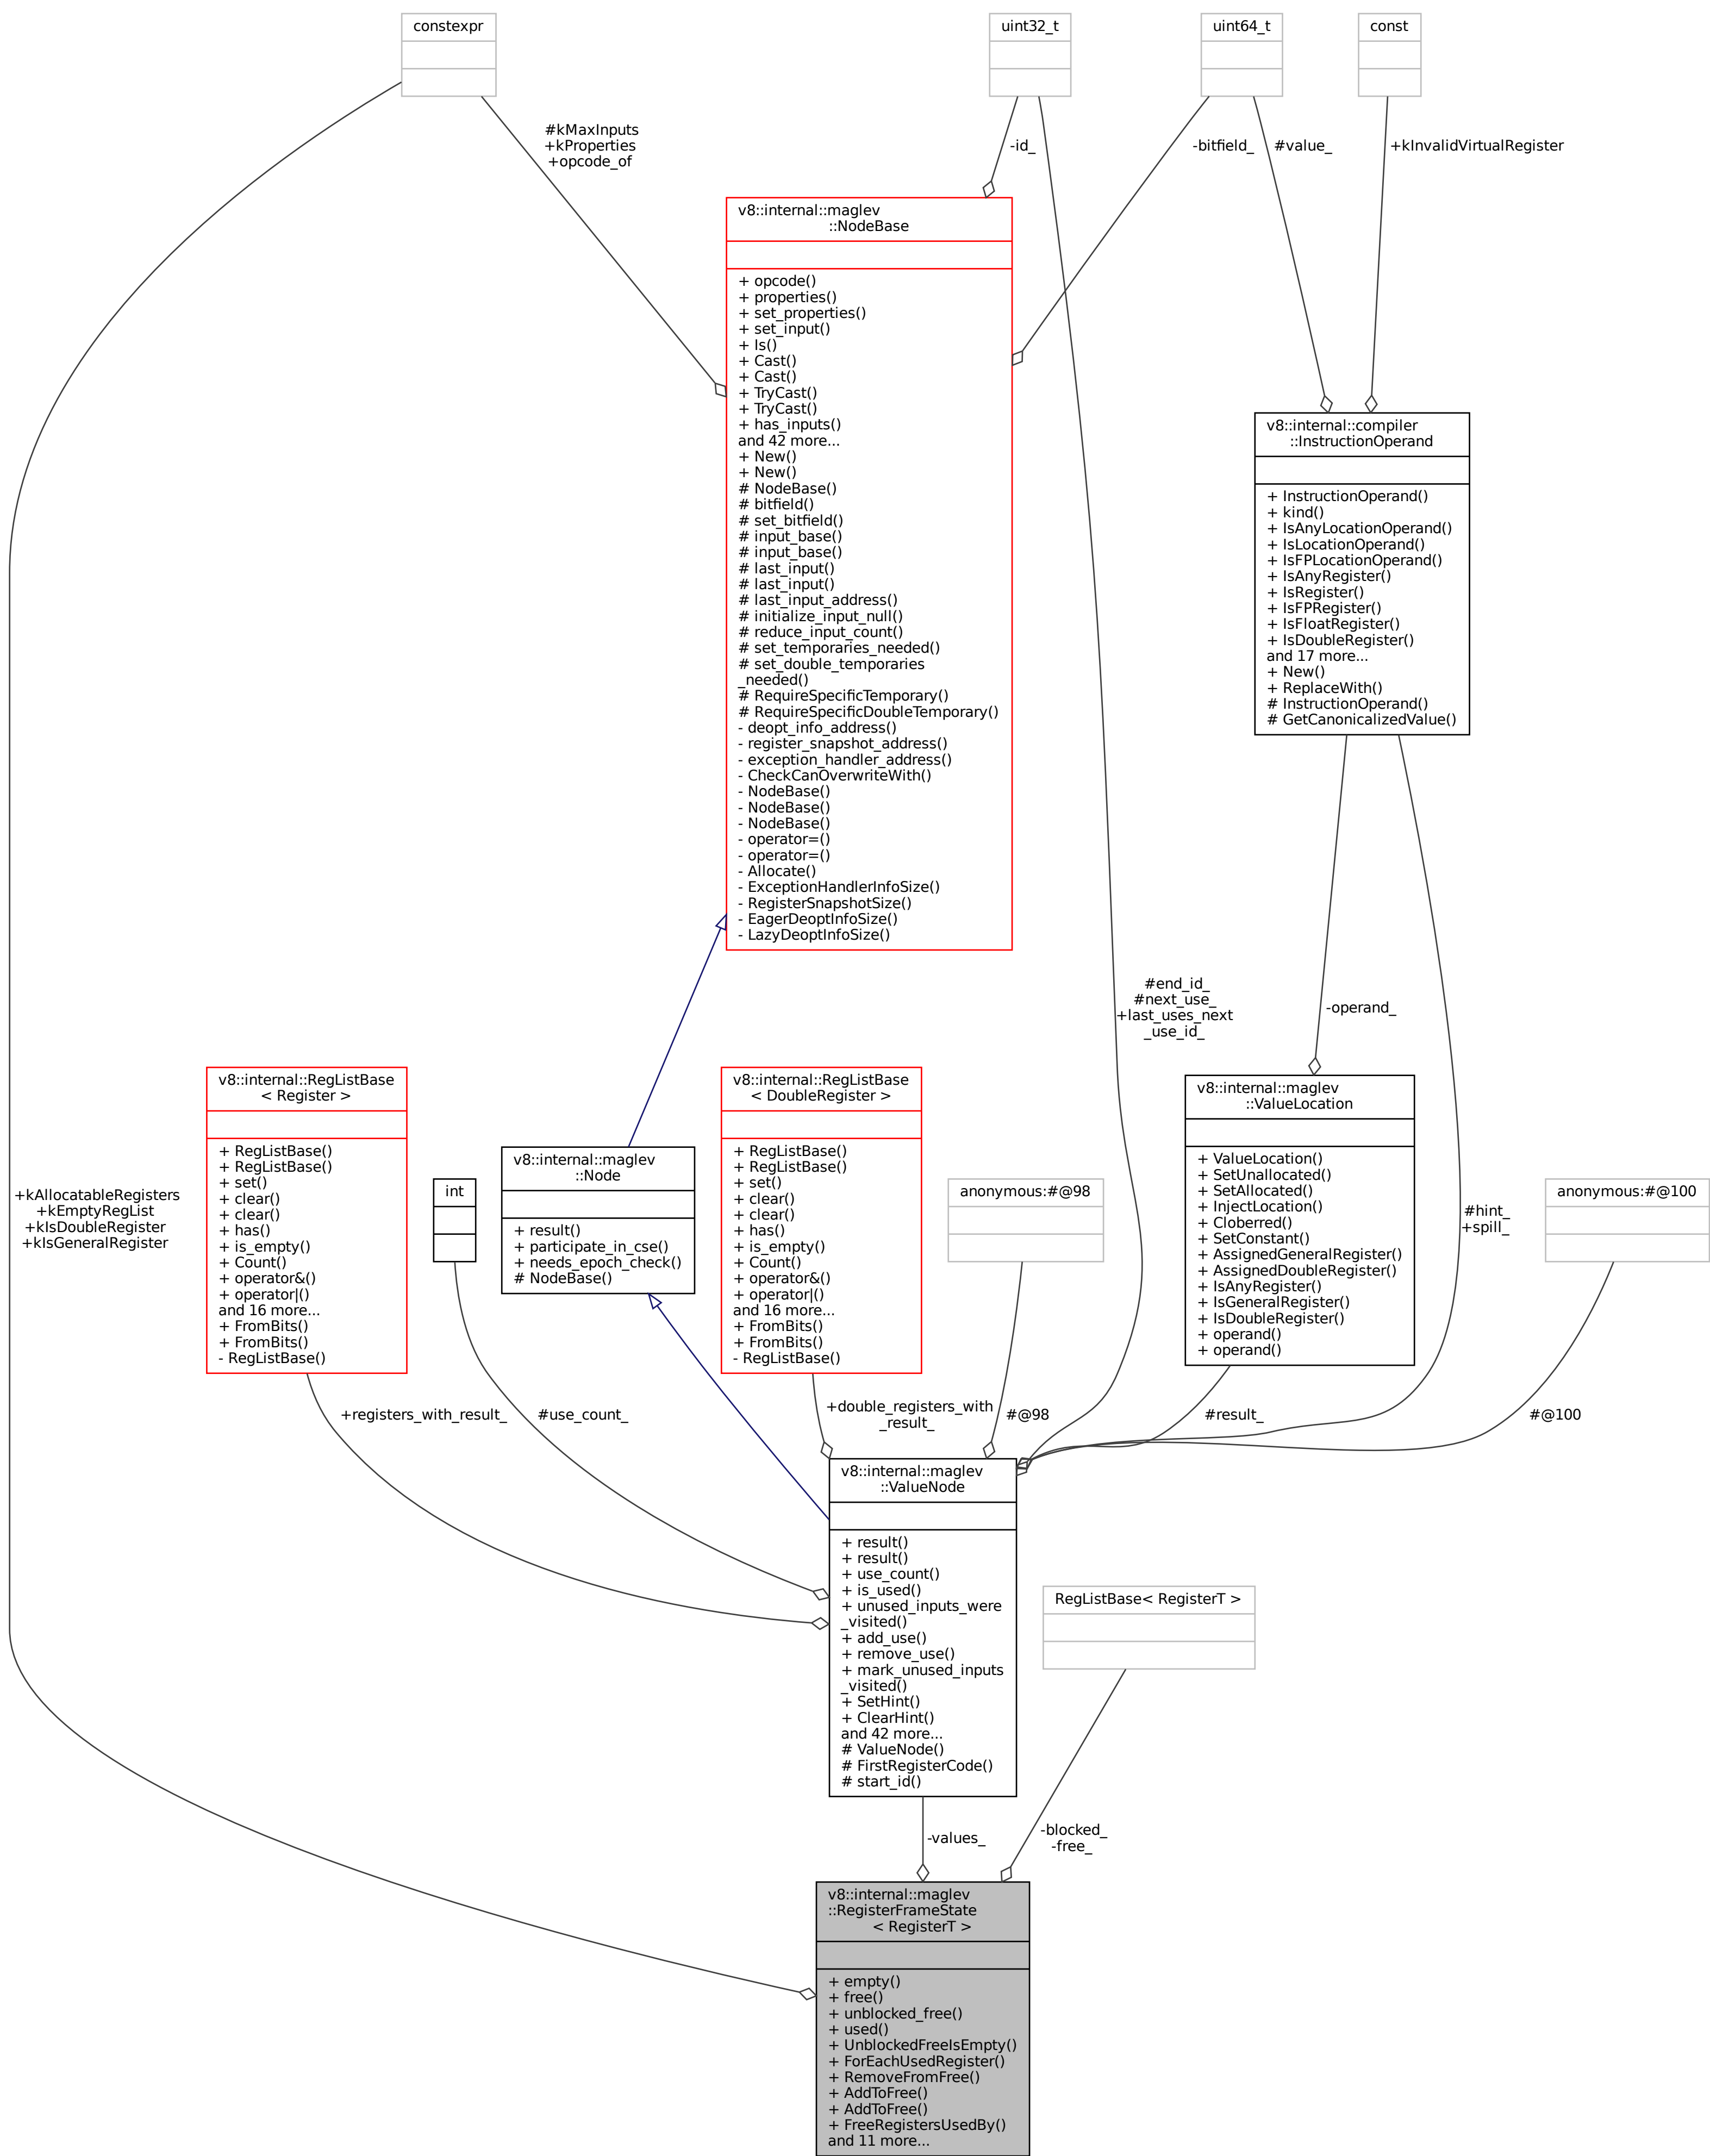 constexpr
uint32_t
uint64_t
const
#kMaxInputs
+kProperties
+opcode_of
-id_
-bitfield_
#value_
+kInvalidVirtualRegister
v8::internal::maglev
::NodeBase
+ opcode()
+ properties()
+ set_properties()
+ set_input()
+ Is()
+ Cast()
+ Cast()
+ TryCast()
+ TryCast()
+ has_inputs()
and 42 more...
+ New()
+ New()
# NodeBase()
# bitfield()
# set_bitfield()
# input_base()
# input_base()
# last_input()
# last_input()
# last_input_address()
# initialize_input_null()
# reduce_input_count()
# set_temporaries_needed()
# set_double_temporaries
_needed()
# RequireSpecificTemporary()
# RequireSpecificDoubleTemporary()
- deopt_info_address()
- register_snapshot_address()
- exception_handler_address()
- CheckCanOverwriteWith()
- NodeBase()
- NodeBase()
- NodeBase()
- operator=()
- operator=()
- Allocate()
- ExceptionHandlerInfoSize()
- RegisterSnapshotSize()
- EagerDeoptInfoSize()
- LazyDeoptInfoSize()
v8::internal::compiler
::InstructionOperand
+ InstructionOperand()
+ kind()
+ IsAnyLocationOperand()
+ IsLocationOperand()
+ IsFPLocationOperand()
+ IsAnyRegister()
+ IsRegister()
+ IsFPRegister()
+ IsFloatRegister()
+ IsDoubleRegister()
and 17 more...
+ New()
+ ReplaceWith()
# InstructionOperand()
# GetCanonicalizedValue()
#end_id_
#next_use_
+last_uses_next
_use_id_
-operand_
+kAllocatableRegisters
+kEmptyRegList
+kIsDoubleRegister
+kIsGeneralRegister
v8::internal::RegListBase
< Register >
+ RegListBase()
+ RegListBase()
+ set()
+ clear()
+ clear()
+ has()
+ is_empty()
+ Count()
+ operator&()
+ operator|()
and 16 more...
+ FromBits()
+ FromBits()
- RegListBase()
int
v8::internal::maglev
::Node
+ result()
+ participate_in_cse()
+ needs_epoch_check()
# NodeBase()
v8::internal::RegListBase
< DoubleRegister >
+ RegListBase()
+ RegListBase()
+ set()
+ clear()
+ clear()
+ has()
+ is_empty()
+ Count()
+ operator&()
+ operator|()
and 16 more...
+ FromBits()
+ FromBits()
- RegListBase()
anonymous:#@98
v8::internal::maglev
::ValueLocation
+ ValueLocation()
+ SetUnallocated()
+ SetAllocated()
+ InjectLocation()
+ Cloberred()
+ SetConstant()
+ AssignedGeneralRegister()
+ AssignedDoubleRegister()
+ IsAnyRegister()
+ IsGeneralRegister()
+ IsDoubleRegister()
+ operand()
+ operand()
#hint_
+spill_
anonymous:#@100
+registers_with_result_
#use_count_
+double_registers_with
_result_
#@98
#result_
#@100
v8::internal::maglev
::ValueNode
+ result()
+ result()
+ use_count()
+ is_used()
+ unused_inputs_were
_visited()
+ add_use()
+ remove_use()
+ mark_unused_inputs
_visited()
+ SetHint()
+ ClearHint()
and 42 more...
# ValueNode()
# FirstRegisterCode()
# start_id()
RegListBase< RegisterT >
-values_
-blocked_
-free_
v8::internal::maglev
::RegisterFrameState
< RegisterT >
+ empty()
+ free()
+ unblocked_free()
+ used()
+ UnblockedFreeIsEmpty()
+ ForEachUsedRegister()
+ RemoveFromFree()
+ AddToFree()
+ AddToFree()
+ FreeRegistersUsedBy()
and 11 more...